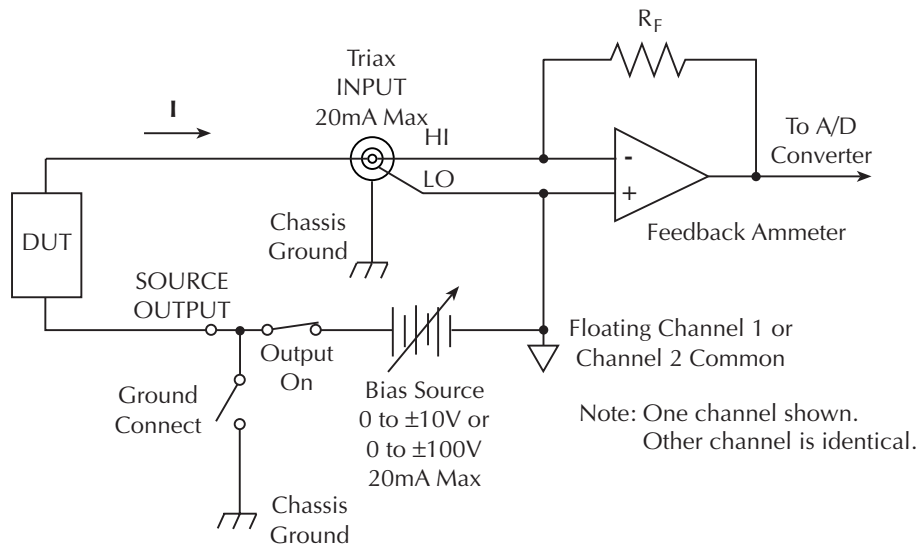 R_F
Triax
INPUT
20mA Max
I
HI
To A/D
Converter
-
LO
+
Chassis
Ground
Feedback Ammeter
DUT
SOURCE
OUTPUT
Output
On
Floating Channel 1 or
Channel 2 Common
Ground
Connect
Bias Source
0 to ±10V or
0 to ±100V
20mA Max
Note: One channel shown.
Other channel is identical.
Chassis
Ground